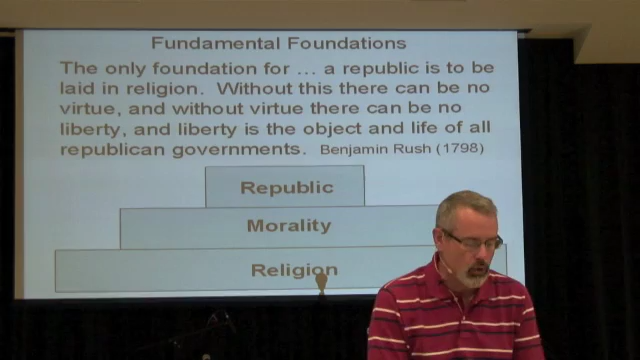 Fundamental Foundations
The only foundation for … a republic is to be
laid in religion. Without this there can be no
virtue, and without virtue there can be no
liberty, and liberty is the object and life of all
republican governments. Benjamin Rush (1798)
Republic
Morality
Religion